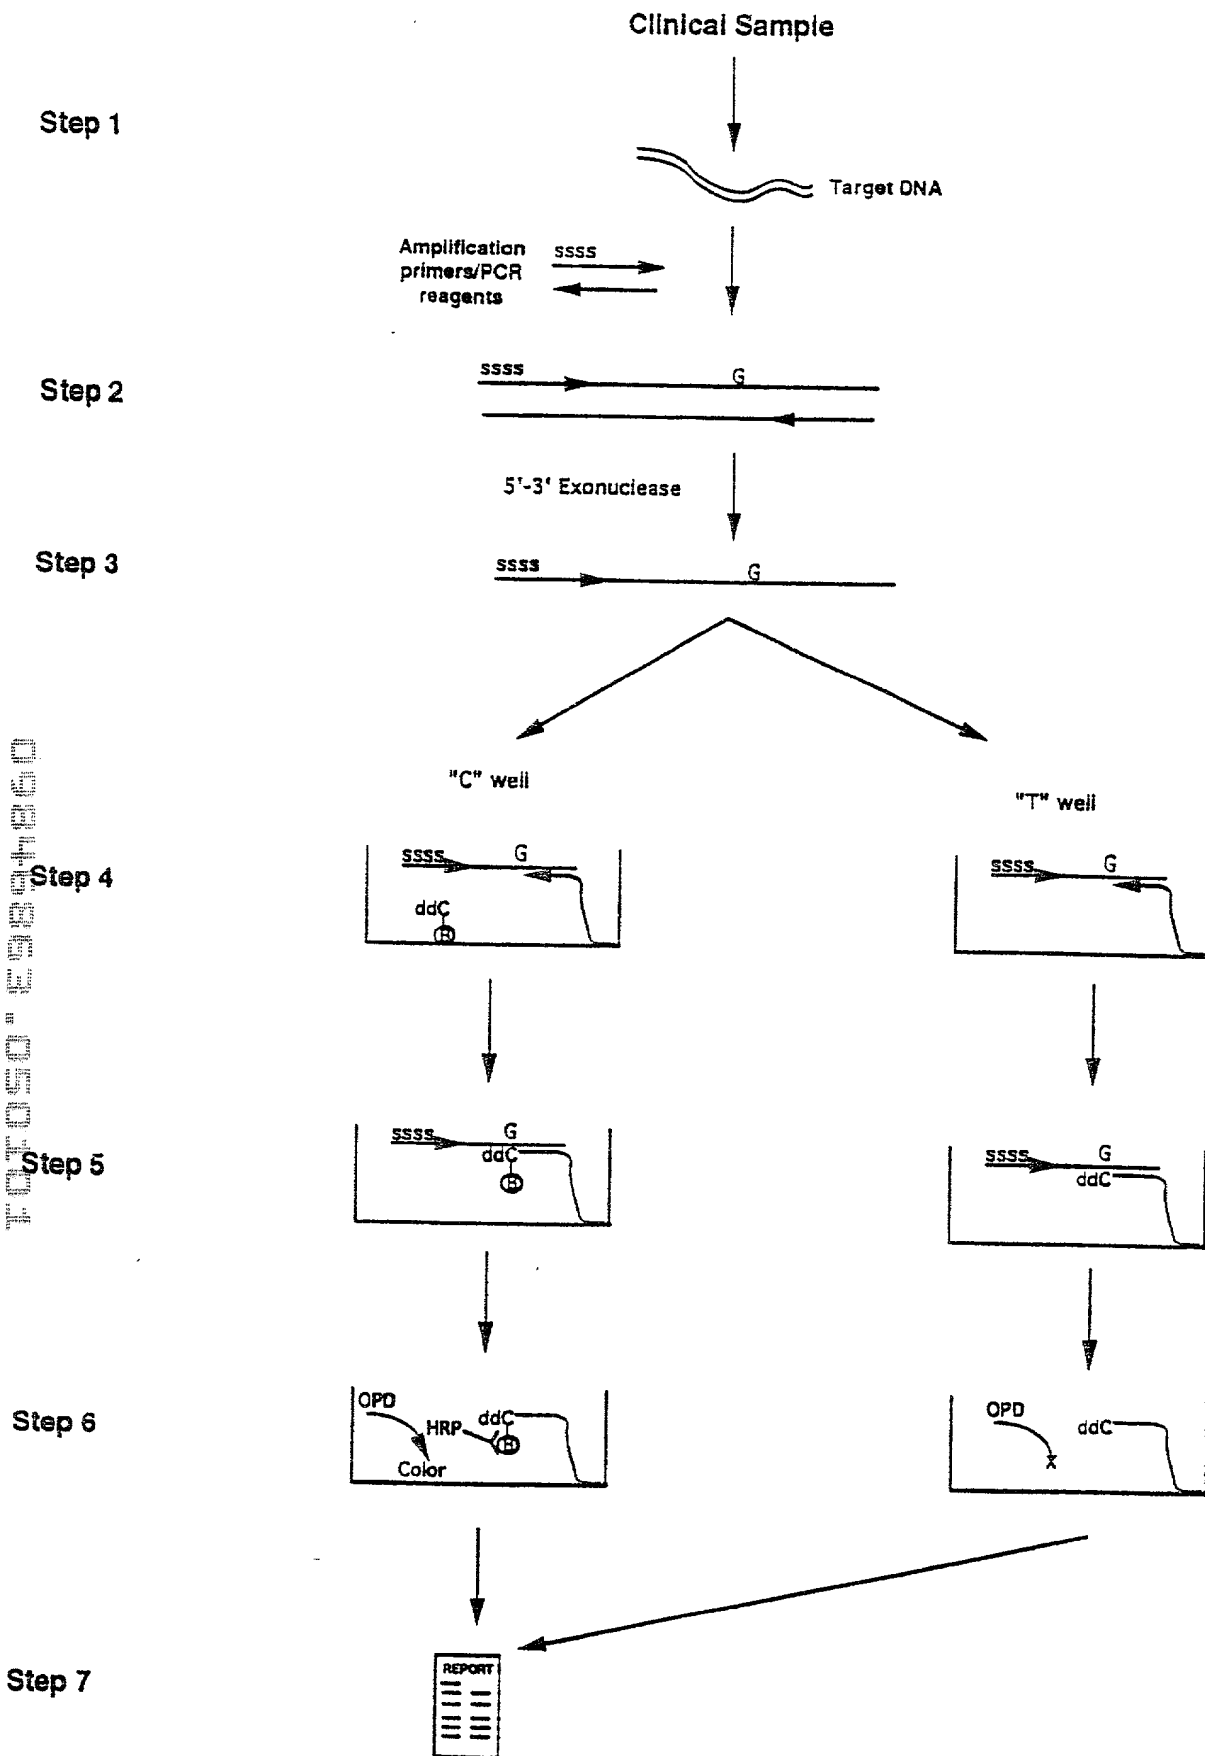 Clinical Sample
Step 1
Target DNA
Amplification
primers/PCR
reagents
ssss
Step 2
ssss
G
5'-3' Exonuclease
Step 3
ssss
G
"C" well
"T" well
Step 4
ssss
G
ddC
B
ssss
G
Step 5
ssss
G
ddC
B
ssss
G
ddC
Step 6
OPD
HRP
ddC
B
Color
OPD
ddC
X
Step 7
REPORT